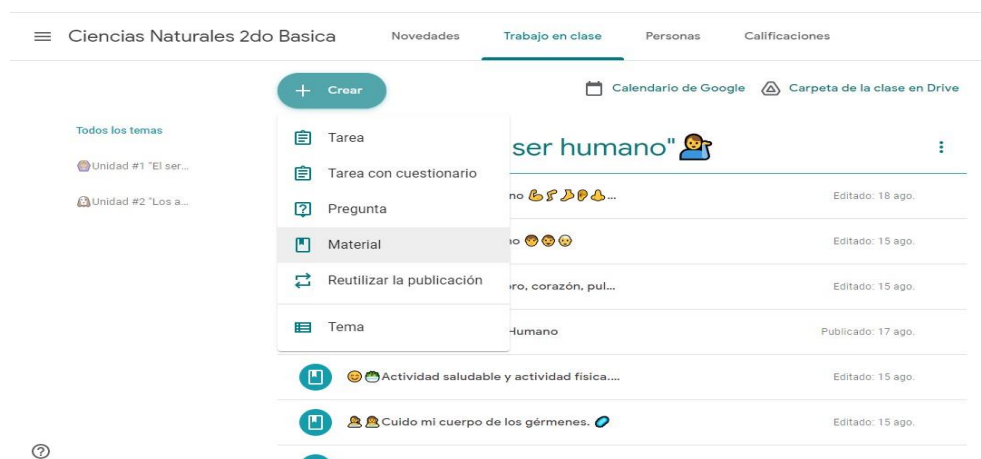 Ciencias Naturales 2do Basica
Novedades
Trabajo en clase
Personas
Calificaciones
Crear
Calendario de Google
Carpeta de la clase en Drive
Todos los temas
Unidad #1 "El ser...
Unidad #2 "Los a...
Tarea
Tarea con cuestionario
Pregunta
Material
Reutilizar la publicación
Tema
ser humano"
no 💪🦵🦶👂👃...
Editado: 18 ago.
no
Editado: 15 ago.
bro, corazón, pul...
Editado: 15 ago.
Humano
Publicado: 17 ago.
😊🥗Actividad saludable y actividad física....
Editado: 15 ago.
Cuido mi cuerpo de los gérmenes.
Editado: 15 ago.